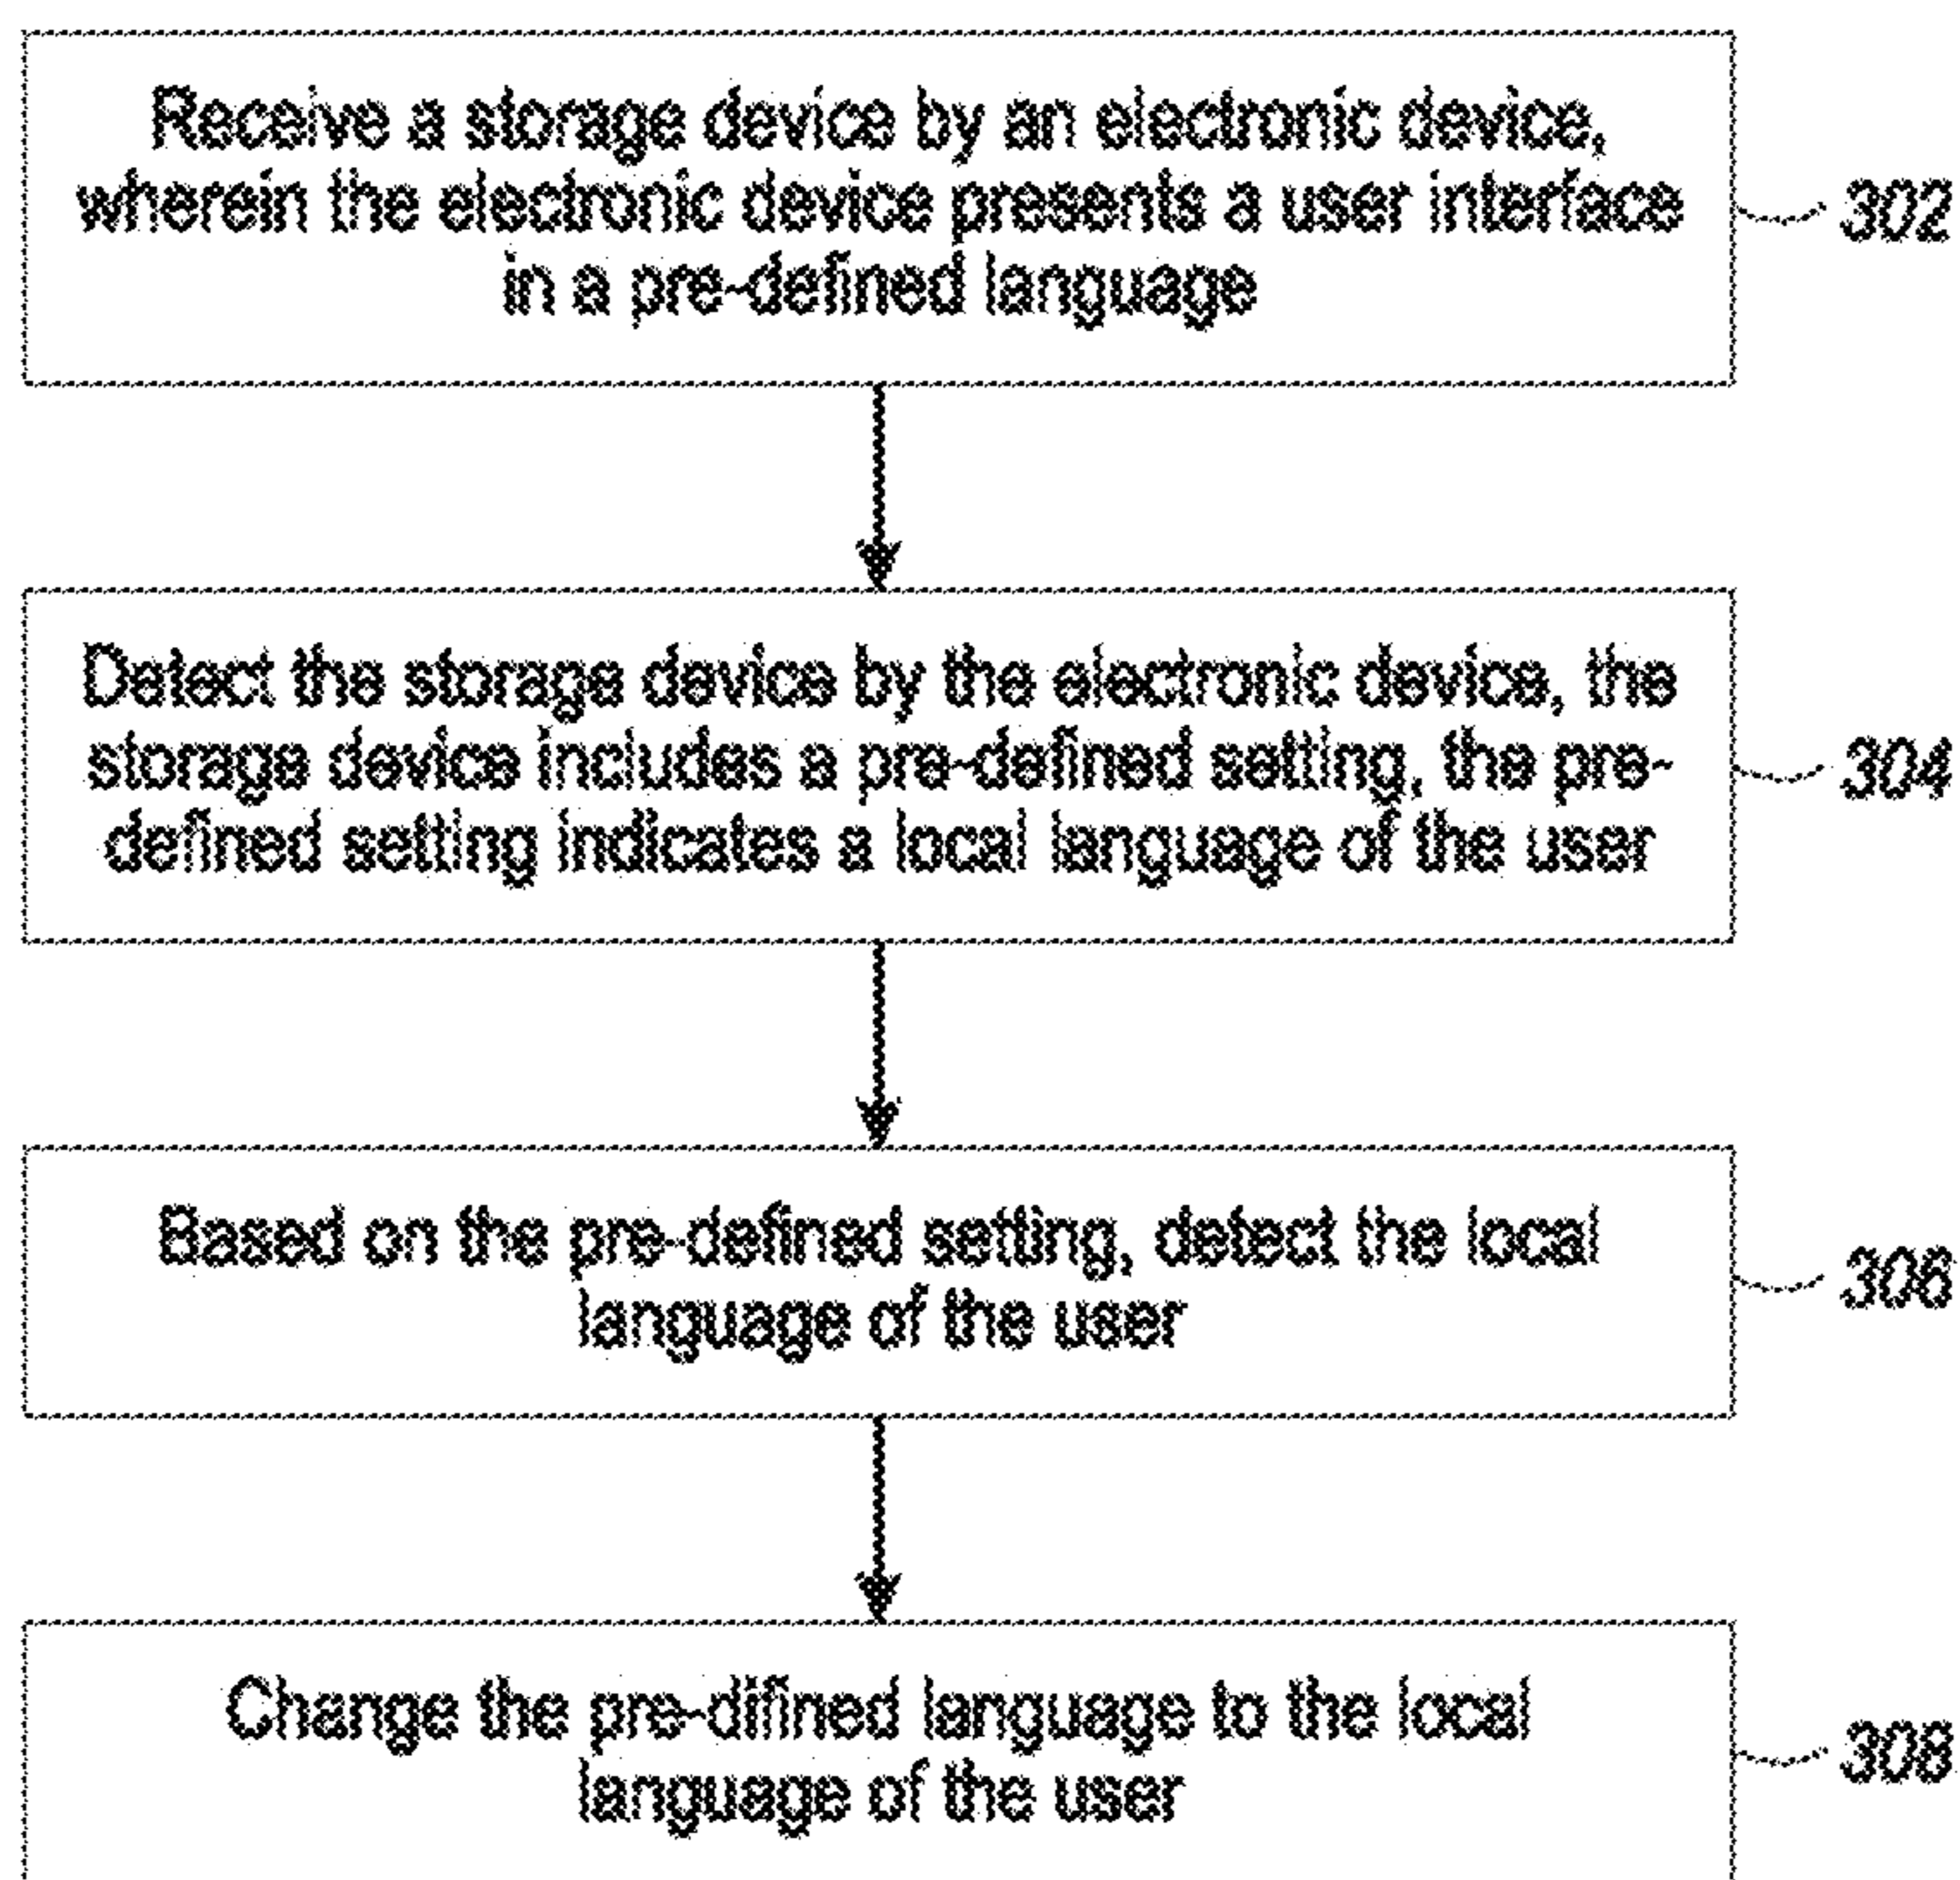 Receive a storage device by an electronic device,
wherein the electronic device presents a user interface
in a pre-defined language
302
Detect the storage device by the electronic device, the
storage device includes a pre-defined setting, the pre-
defined setting indicates a local language of the user
304
Based on the pre-defined setting, detect the local
language of the user
306
Change the pre-difined language to the local
language of the user
308